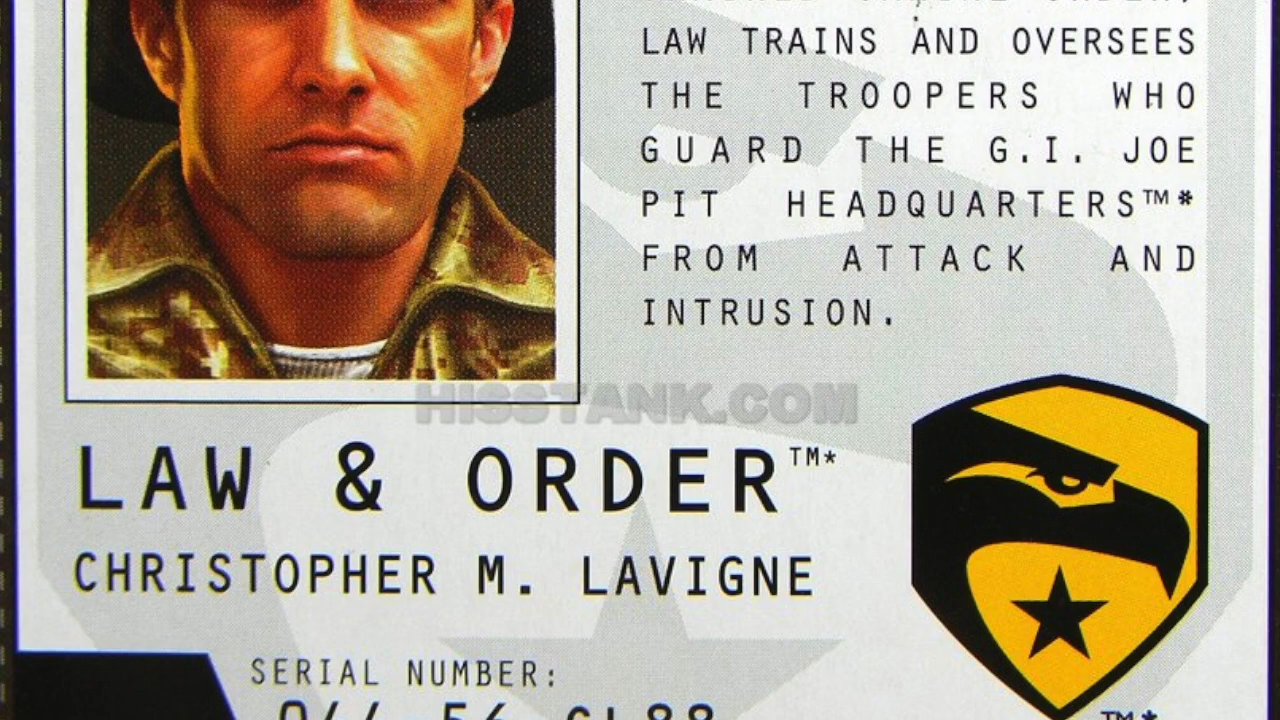 LAW TRAINS AND OVERSEES
THE TROOPERS WHO
GUARD THE G.I. JOE
PIT HEADQUARTERS™*
FROM ATTACK AND
INTRUSION.
HISSTANK.COM
LAW & ORDER™*
CHRISTOPHER M. LAVIGNE
SERIAL NUMBER:
TM*